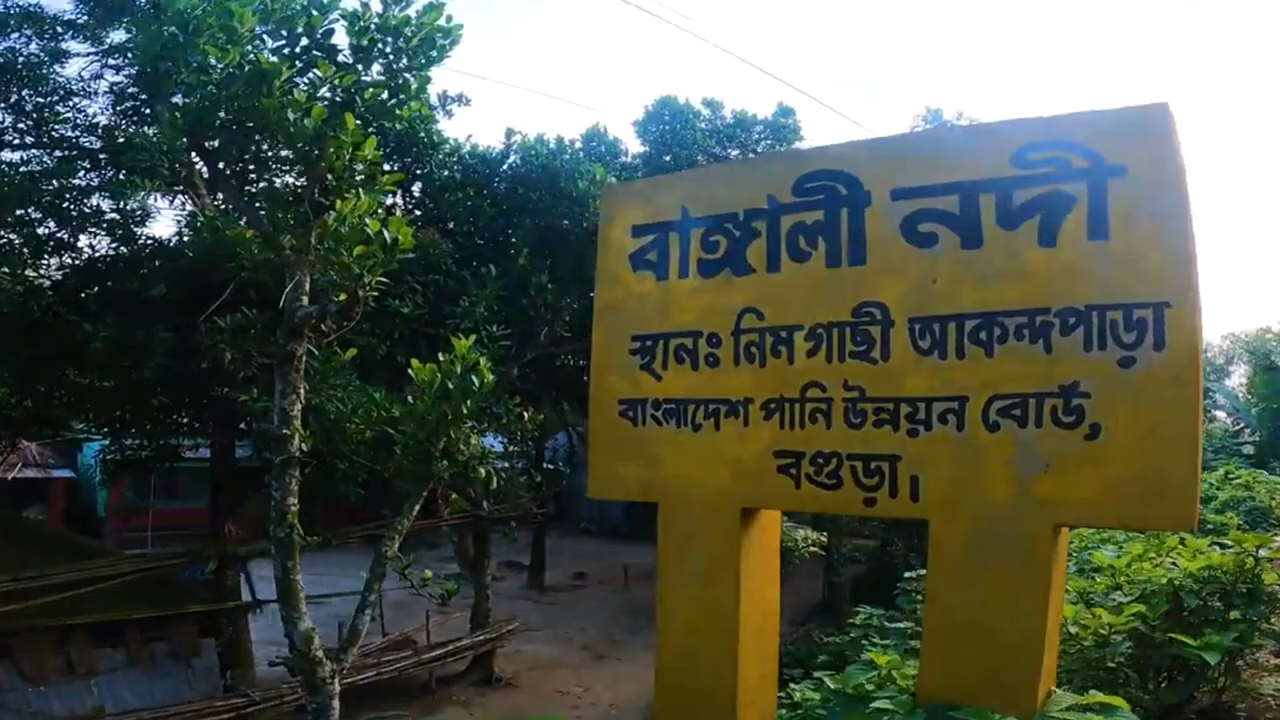 বাঙ্গালী নদী
স্থানঃ নিমগাছী আকন্দপাড়া
বাংলাদেশ পানি উন্নয়ন বোর্ড,
বগুড়া।